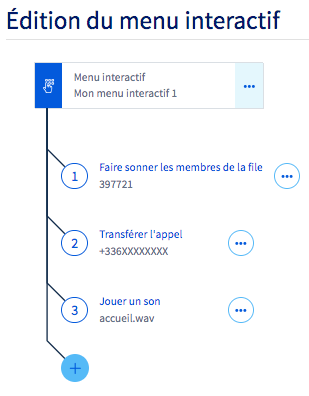 Édition du menu interactif
Menu interactif
Mon menu interactif 1
1
Faire sonner les membres de la file
397721
2
Transférer l'appel
+336XXXXXXXX
3
Jouer un son
accueil.wav